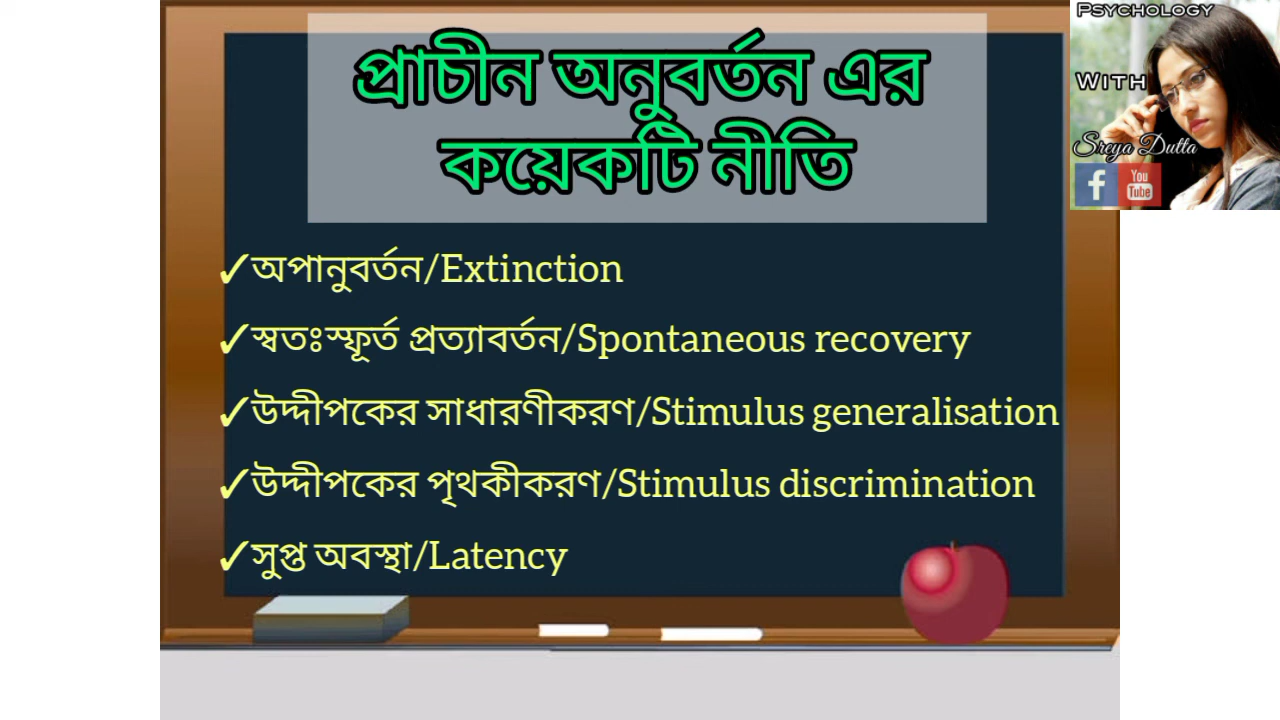 প্রাচীন অনুবর্তন এর
কয়েকটি নীতি
✓অপানুবর্তন/Extinction
✓স্বতঃস্ফূর্ত প্রত্যাবর্তন/Spontaneous recovery
✓উদ্দীপকের সাধারণীকরণ/Stimulus generalisation
✓উদ্দীপকের পৃথকীকরণ/Stimulus discrimination
✓সুপ্ত অবস্থা/Latency
Psychology
With
Sreya Dutta
f
You
Tube